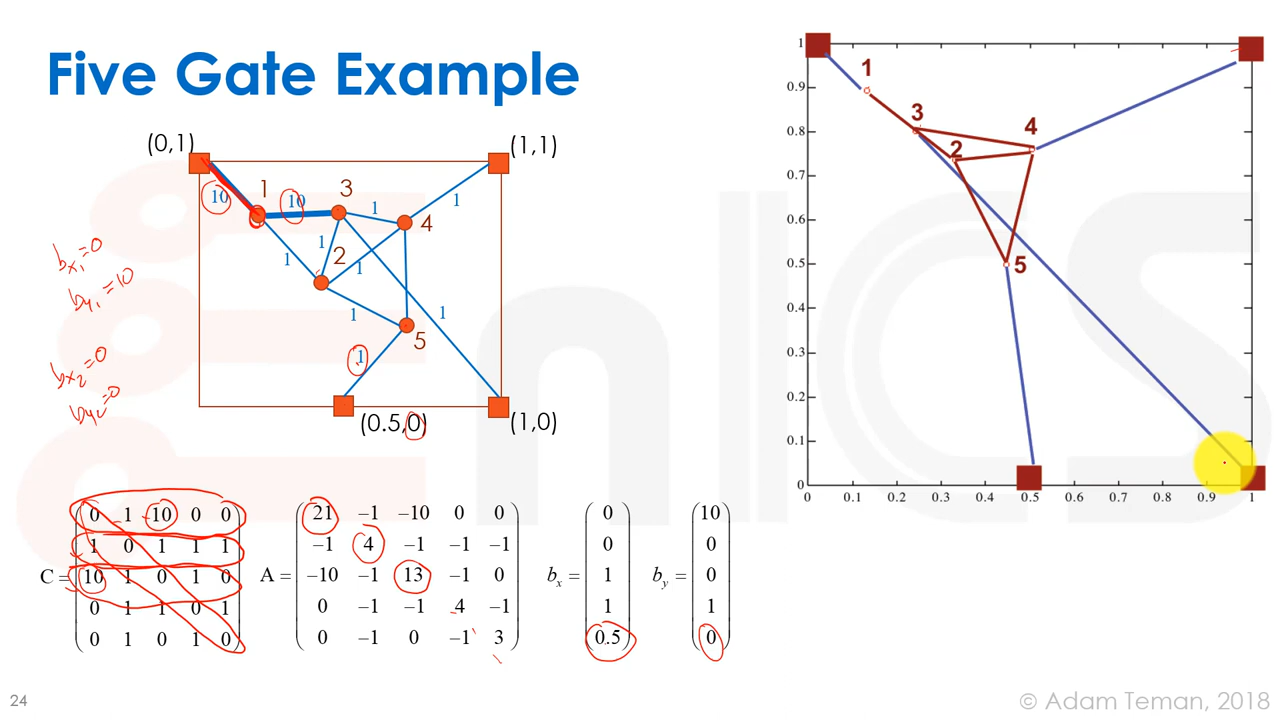 Five Gate Example
(0,1)
(1,1)
10
1
10
3
1
1
4
1
2
1
1
1
1
5
1
(0.5,0)
(1,0)
bx₁=0
by₁=10
bx₂=0
by₂=0
1
0.9
0.8
0.7
0.6
0.5
0.4
0.3
0.2
0.1
0
0 0.1 0.2 0.3 0.4 0.5 0.6 0.7 0.8 0.9 1
1
3
2
4
5
C = A = bx = by =
0 1 10 0 0
1 0 1 1 1
10 1 0 1 0
0 1 1 0 1
0 1 0 1 0
21 −1 −10 0 0
−1 4 −1 −1 −1
−10 −1 13 −1 0
0 −1 −1 4 −1
0 −1 0 −1 3
0
0
1
1
0.5
10
0
0
1
0
EnICS
24
© Adam Teman, 2018